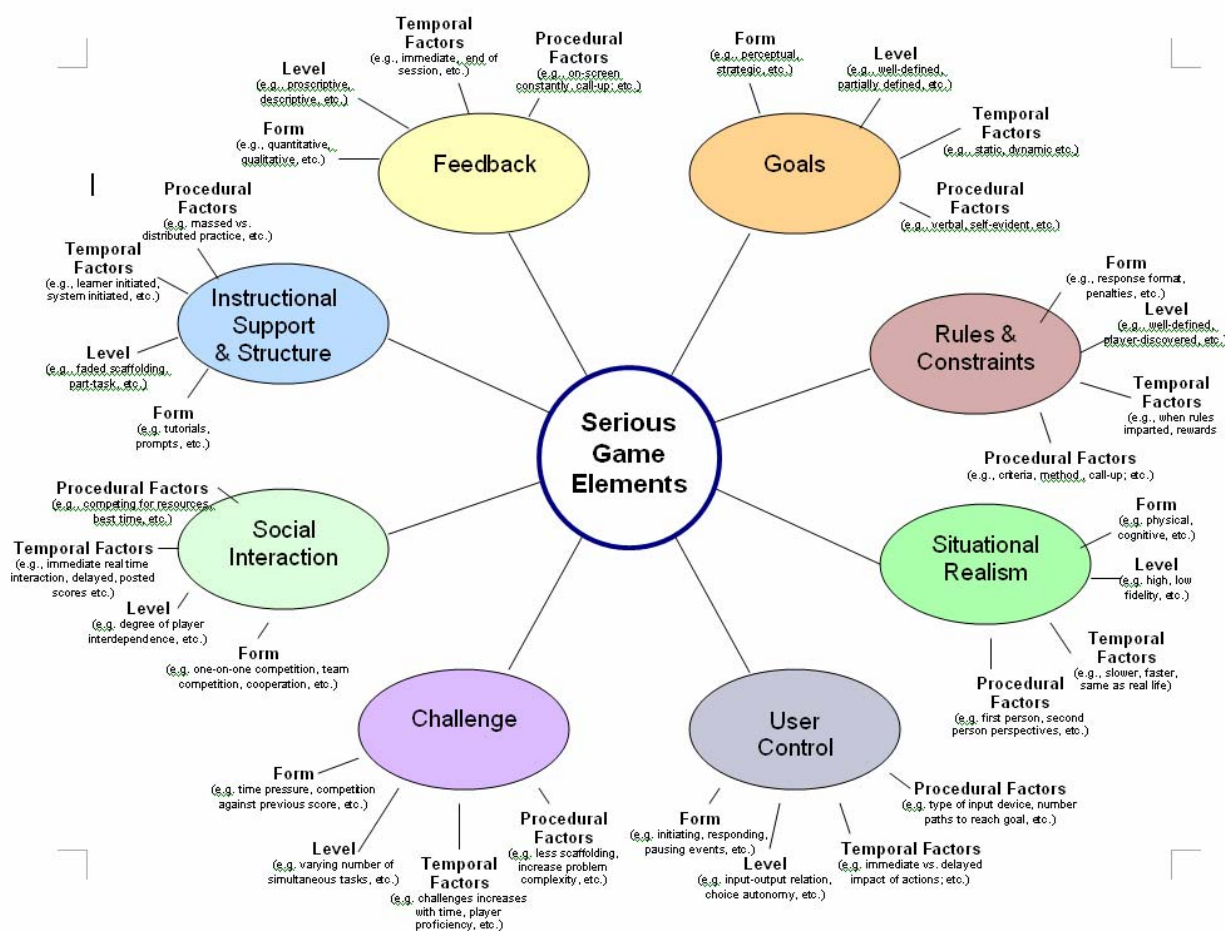 Temporal
Factors
(e.g., immediate, end of
session, etc.)
Procedural
Factors
(e.g., on-screen
constantly, call-up; etc.)
Level
(e.g., proscriptive,
descriptive, etc.)
Form
(e.g., quantitative,
qualitative, etc.)
Feedback
Form
(e.g., perceptual,
strategic, etc.)
Level
(e.g., well-defined,
partially defined, etc.)
Temporal
Factors
(e.g., static, dynamic etc.)
Procedural
Factors
(e.g., verbal, self-evident, etc.)
Goals
Procedural
Factors
(e.g. massed vs.
distributed practice, etc.)
Temporal
Factors
(e.g., learner initiated,
system initiated, etc.)
Level
(e.g., faded scaffolding,
part-task, etc.)
Form
(e.g. tutorials,
prompts, etc.)
Instructional
Support
& Structure
Form
(e.g., response format,
penalties, etc.)
Level
(e.g., well-defined,
player-discovered, etc.)
Temporal
Factors
(e.g., when rules
imparted, rewards
Procedural Factors
(e.g., criteria, method , call-up; etc.)
Rules &
Constraints
Serious
Game
Elements
Procedural Factors
(e.g., competing for resources,
best time, etc.)
Temporal Factors
(e.g., immediate real time
interaction, delayed, posted
scores etc.)
Level
(e.g. degree of player
interdependence, etc.)
Form
(e.g. one-on-one competition, team
competition, cooperation, etc.)
Social
Interaction
Form
(e.g. physical,
cognitive, etc.)
Level
(e.g. high, low
fidelity, etc.)
Temporal
Factors
(e.g., slower, faster,
same as real life)
Procedural
Factors
(e.g. first person, second
person perspectives, etc.)
Situational
Realism
Challenge
Form
(e.g. time pressure, competition
against previous score, etc.)
Level
(e.g. varying number of
simultaneous tasks, etc.)
Temporal
Factors
(e.g. challenges increases
with time, player
proficiency, etc.)
Procedural
Factors
(e.g. less scaffolding,
increase problem
complexity, etc.)
User
Control
Form
(e.g. initiating, responding,
pausing events, etc.)
Level
(e.g. input-output relation,
choice autonomy, etc.)
Temporal Factors
(e.g. immediate vs. delayed
impact of actions; etc.)
Procedural Factors
(e.g. type of input device, number
paths to reach goal, etc.)